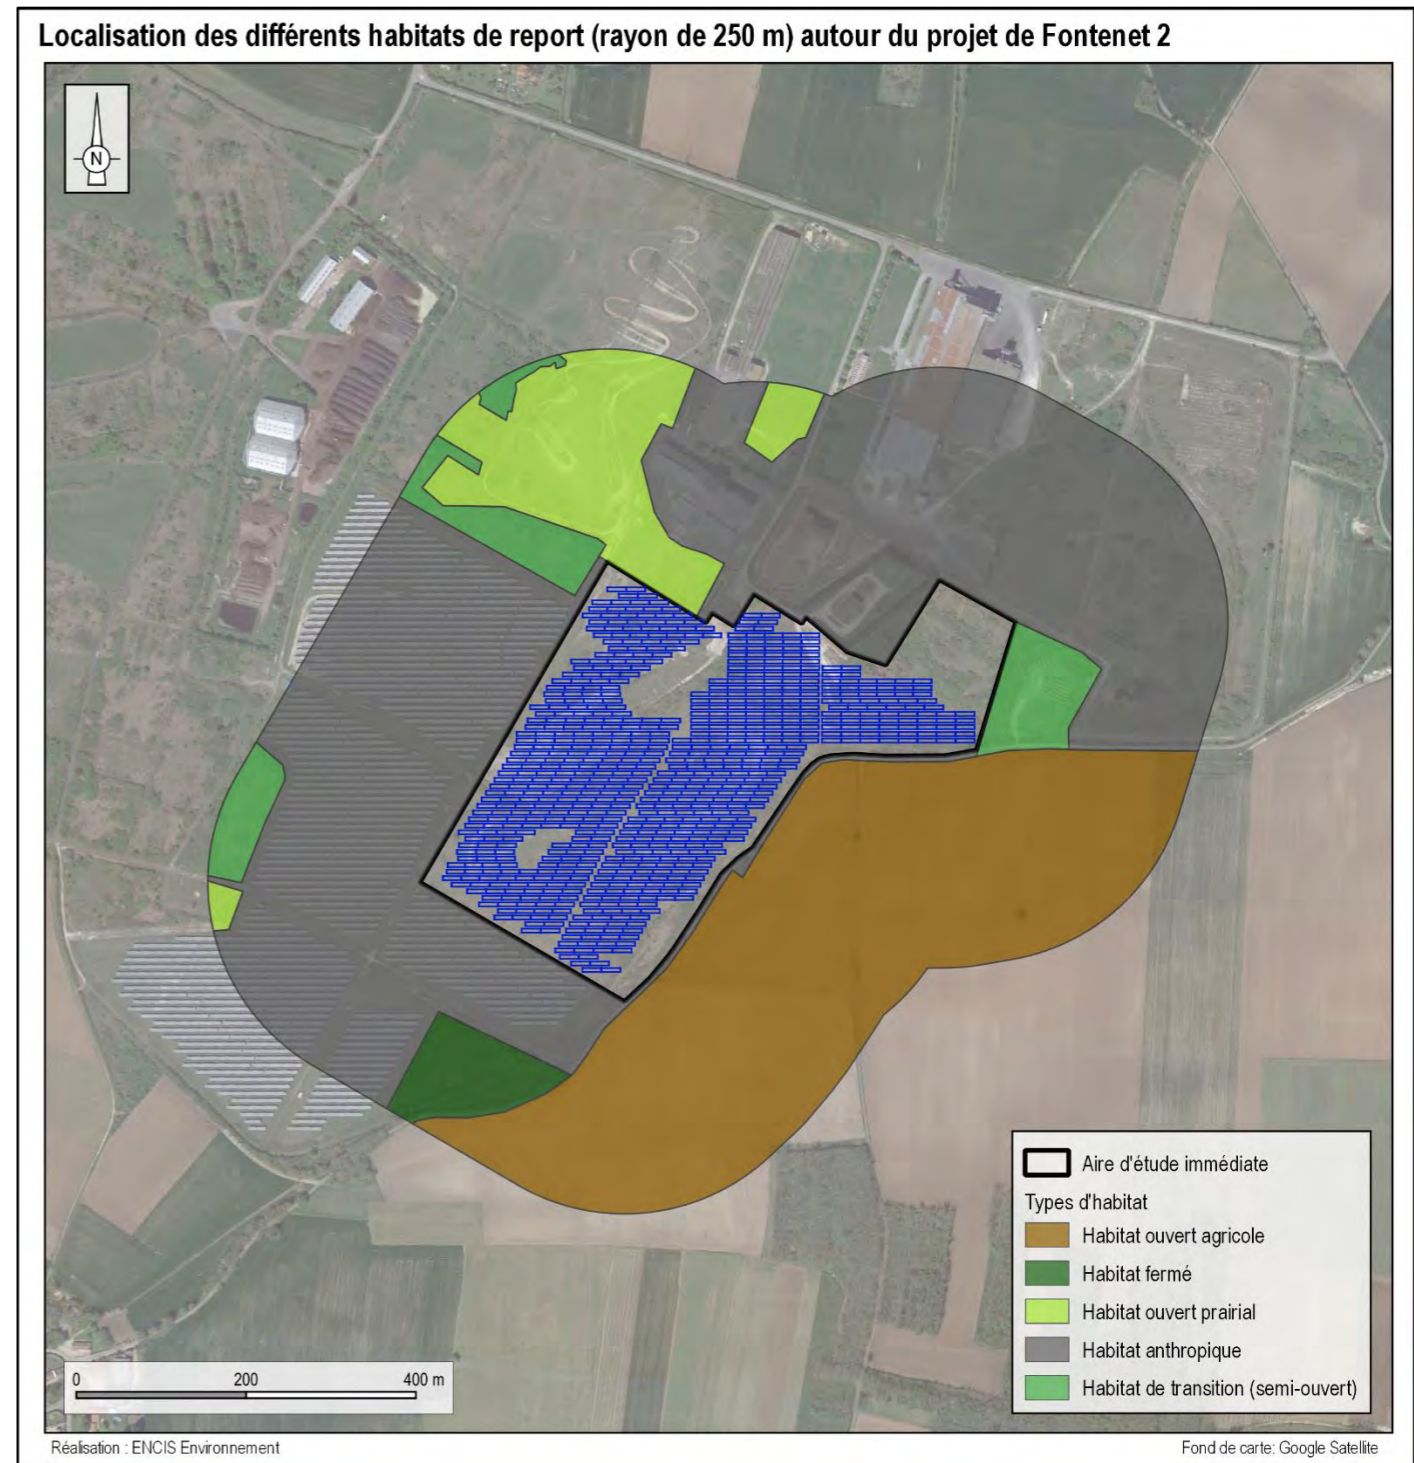 Localisation des différents habitats de report (rayon de 250 m) autour du projet de Fontenet 2
N
Aire d'étude immédiate
Types d'habitat
Habitat ouvert agricole
Habitat fermé
Habitat ouvert prairial
Habitat anthropique
Habitat de transition (semi-ouvert)
0 200 400 m
Réalisation : ENCIS Environnement
Fond de carte: Google Satellite